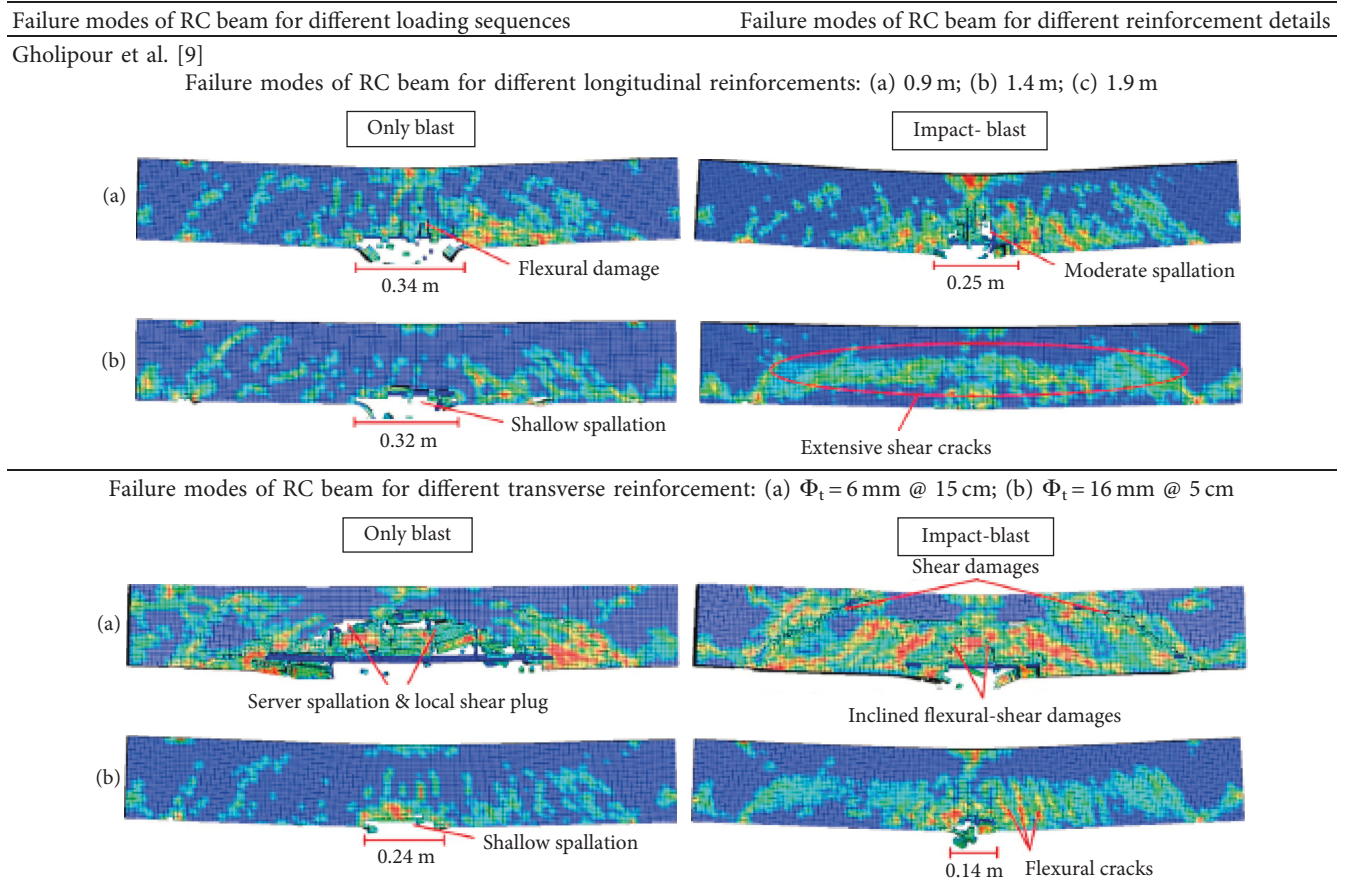 Failure modes of RC beam for different loading sequences
Failure modes of RC beam for different reinforcement details
Gholipour et al. [9]
Failure modes of RC beam for different longitudinal reinforcements: (a) 0.9 m; (b) 1.4 m; (c) 1.9 m
Only blast
Impact- blast
(a)
Flexural damage
0.34 m
Moderate spallation
0.25 m
(b)
Shallow spallation
0.32 m
Extensive shear cracks
Failure modes of RC beam for different transverse reinforcement: (a) Φt = 6 mm @ 15 cm; (b) Φt = 16 mm @ 5 cm
Only blast
Impact-blast
Shear damages
(a)
Server spallation & local shear plug
Inclined flexural-shear damages
(b)
Shallow spallation
0.24 m
0.14 m
Flexural cracks